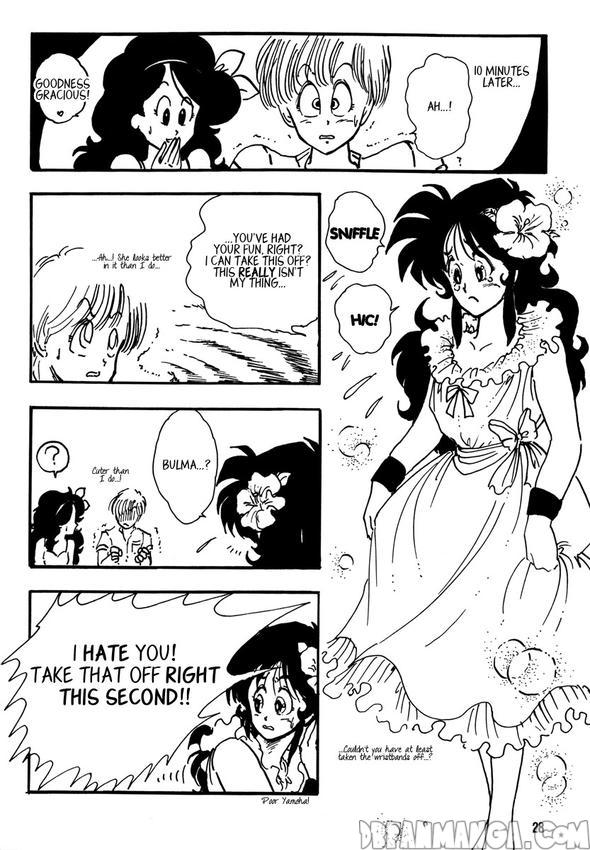 GOODNESS
GRACIOUS!
AH...!
10 MINUTES
LATER...
?
SNIFFLE
HIC!
...YOU'VE HAD
YOUR FUN, RIGHT?
I CAN TAKE THIS OFF?
THIS REALLY ISN'T
MY THING...
...Ah...! She looks better
in it than I do...
?
Cuter than
I do...!
BULMA...?
I HATE YOU!
TAKE THAT OFF RIGHT
THIS SECOND!!
Poor Yamcha!
...Couldn't you have at least
taken the wristbands off...?
28
DBFANMANGA.COM